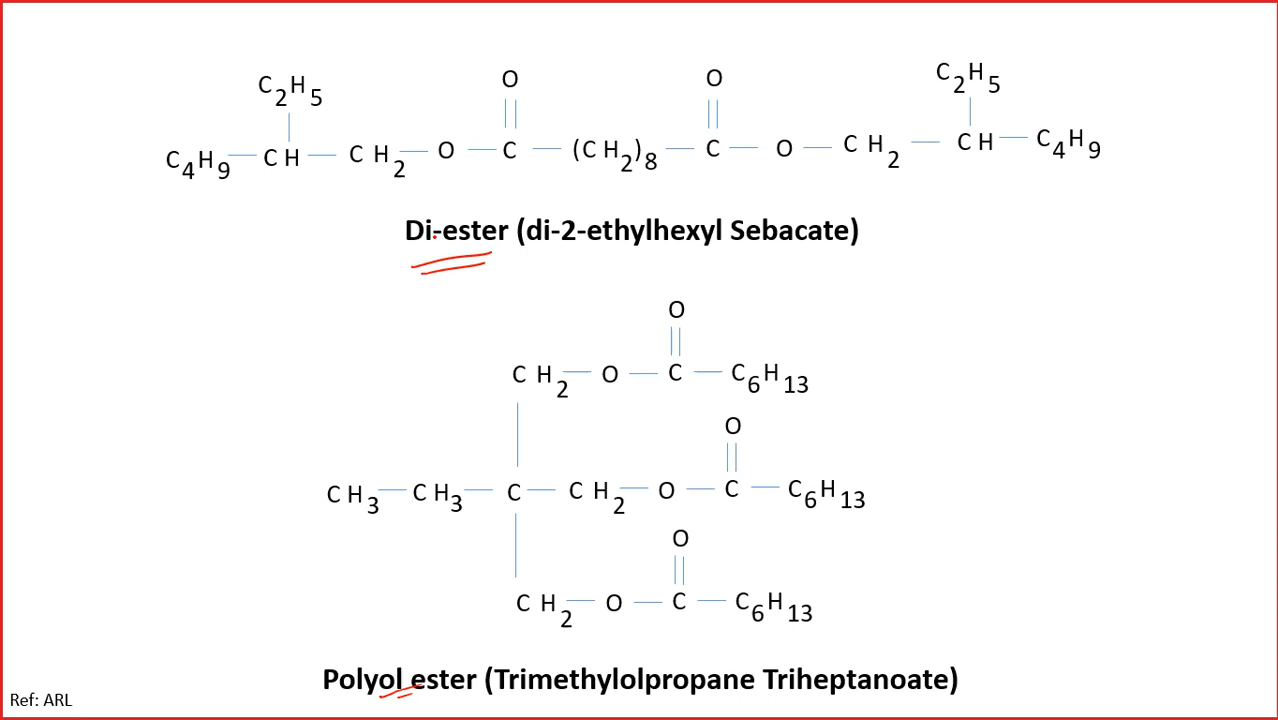 C2H5 O O C2H5
C4H9 — CH — CH2 — O — C — (CH2)8 — C — O — CH2 — CH — C4H9
Di-ester (di-2-ethylhexyl Sebacate)
O
CH2 — O — C — C6H13
O
CH3 — CH3 — C — CH2 — O — C — C6H13
O
CH2 — O — C — C6H13
Polyol ester (Trimethylolpropane Triheptanoate)
Ref: ARL